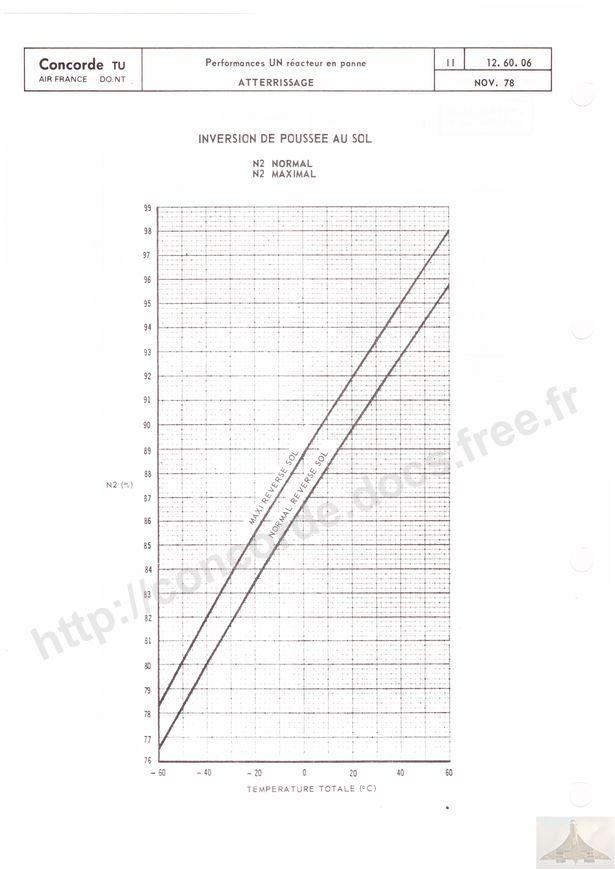 Concorde TU
AIR FRANCE DO.NT
Performances UN réacteur en panne
ATTERRISSAGE
11
12. 60. 06
NOV. 78
INVERSION DE POUSSEE AU SOL
N2 NORMAL
N2 MAXIMAL
99
98
97
96
95
94
93
92
91
90
89
88
87
86
85
84
83
82
81
80
79
78
77
76
N2 (%)
MAXI REVERSE SOL
NORMAL REVERSE SOL
- 60 - 40 - 20 0 20 40 60
TEMPERATURE TOTALE (°C)
http://concorde.docs.free.fr